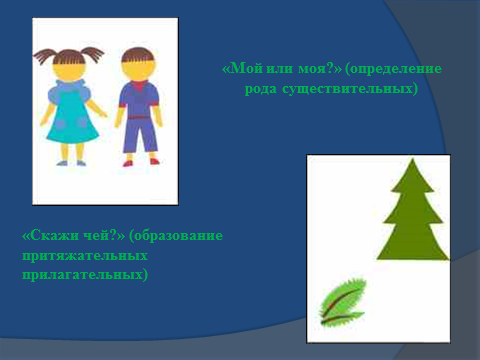 «Мой или моя?» (определение
рода существительных)
«Скажи чей?» (образование
притяжательных
прилагательных)